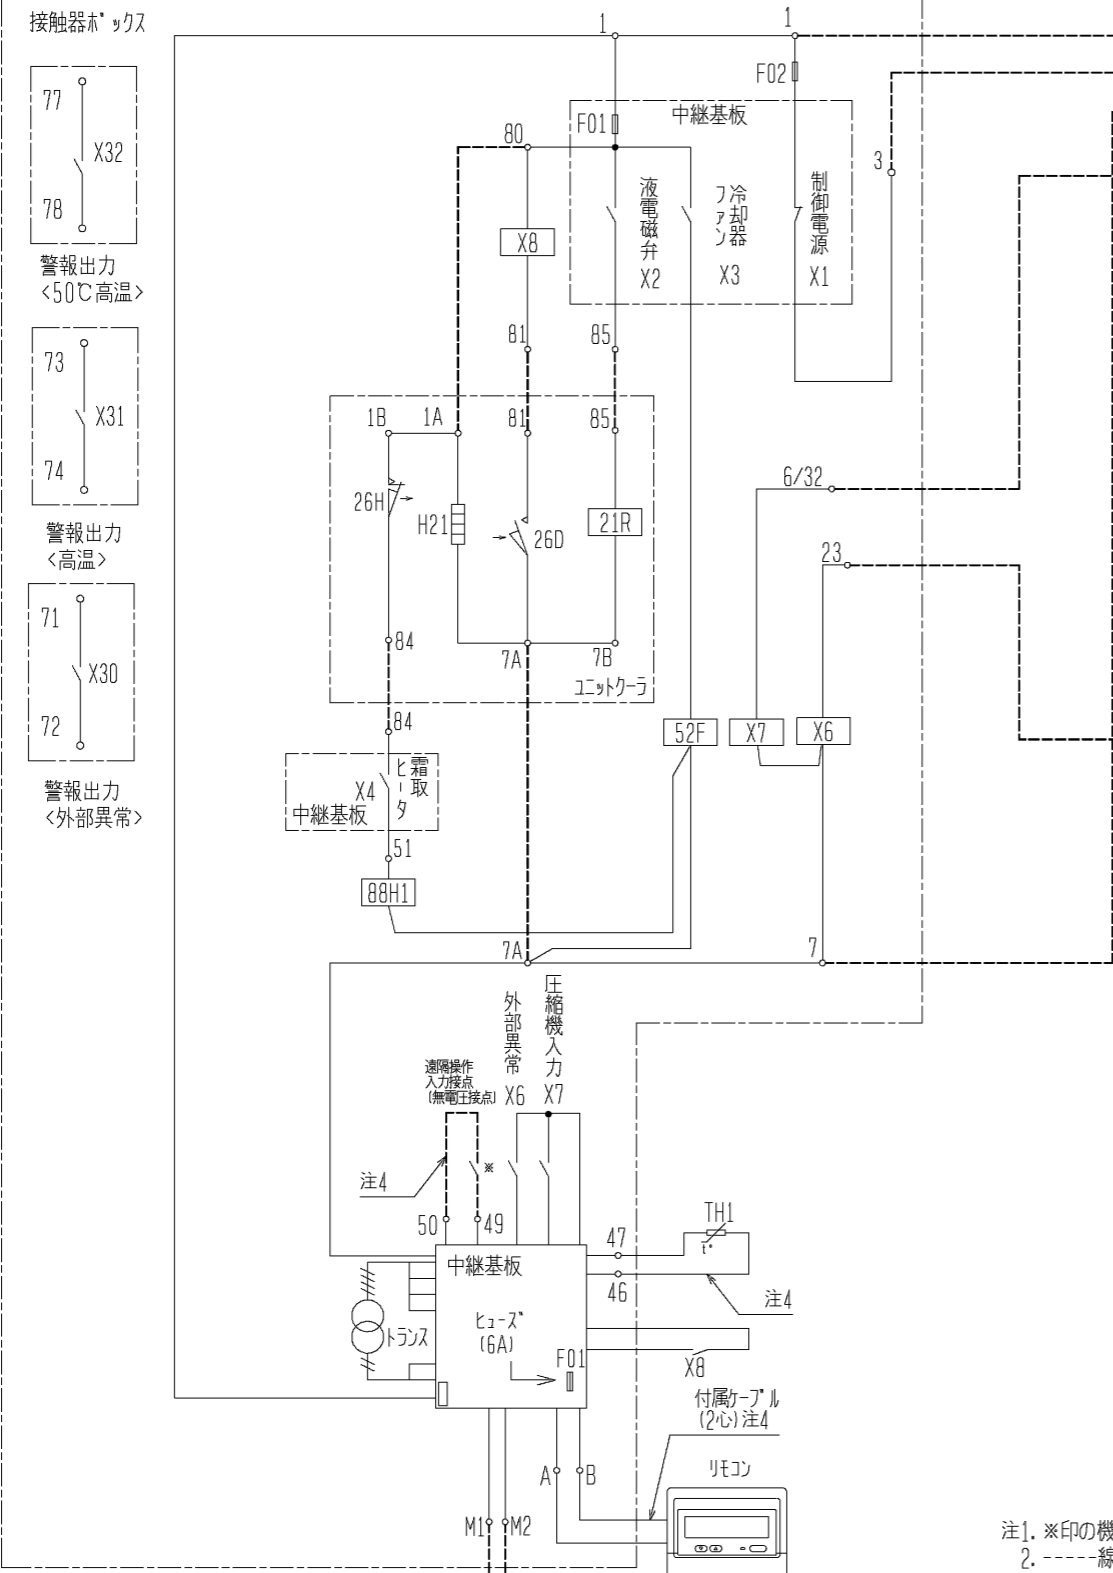 接触器ボックス
77
X32
78
警報出力
<50℃高温>
73
X31
74
警報出力
<高温>
71
X30
72
警報出力
<外部異常>
1
1
F02
F01
中継基板
80
3
液電磁弁
X2
冷却器
ファン
X3
制御電源
X1
X8
81
85
1B
1A
81
85
26H
H21
26D
21R
6/32
23
84
7A
7B
ユニットクーラ
84
52F
X7
X6
霜取
ヒータ
X4
中継基板
51
88H1
7A
7
外部異常
X6
圧縮機入力
X7
遠隔操作
入力接点
(無電圧接点)
※
注4
50
49
中継基板
47
TH1
t°
46
注4
トランス
ヒューズ
(6A)
F01
X8
付属ケーブル
(2心)注4
A
B
リモコン
M1
M2
注1. ※印の機
2. -----線